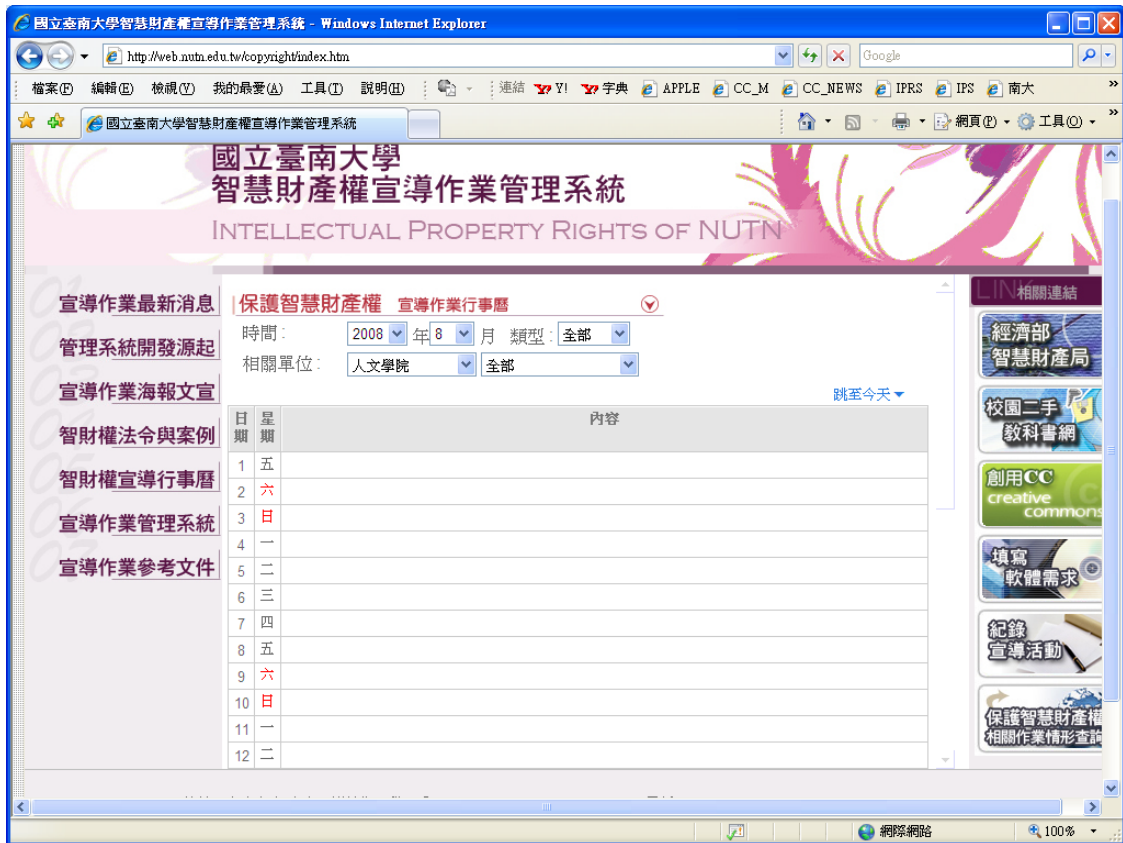 國立臺南大學智慧財產權宣導作業管理系統 - Windows Internet Explorer
http://web.nutn.edu.tw/copyright/index.htm
Google
檔案(F) 編輯(E) 檢視(V) 我的最愛(A) 工具(T) 說明(H) 連結 Y! 字典 APPLE CC_M CC_NEWS IPRS IPS 南大 »
國立臺南大學智慧財產權宣導作業管理系統
網頁(P) 工具(O) »
國立臺南大學
智慧財產權宣導作業管理系統
INTELLECTUAL PROPERTY RIGHTS OF NUTN
宣導作業最新消息
管理系統開發源起
宣導作業海報文宣
智財權法令與案例
智財權宣導行事曆
宣導作業管理系統
宣導作業參考文件
保護智慧財產權 宣導作業行事曆
時間: 2008 年 8 月 類型: 全部
相關單位: 人文學院 全部
跳至今天
日期 星期 內容
1 五
2 六
3 日
4 一
5 二
6 三
7 四
8 五
9 六
10 日
11 一
12 二
LINK 相關連結
經濟部
智慧財產局
校園二手
教科書網
創用CC
creative
commons
填寫
軟體需求
紀錄
宣導活動
保護智慧財產權
相關作業情形查詢
網際網路
100%